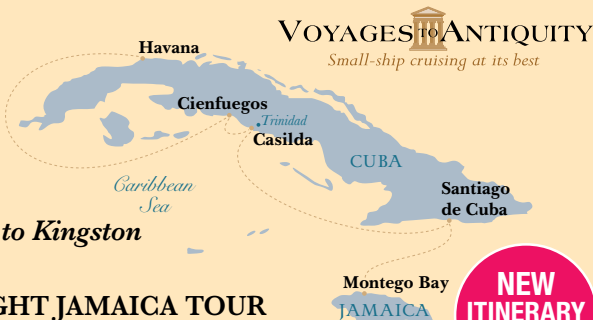 VOYAGES TO ANTIQUITY
Small-ship cruising at its best
Havana
Cienfuegos
Trinidad
Casilda
CUBA
Caribbean
Sea
Santiago
de Cuba
to Kingston
Montego Bay
GHT JAMAICA TOUR
JAMAICA
NEW
ITINERARY